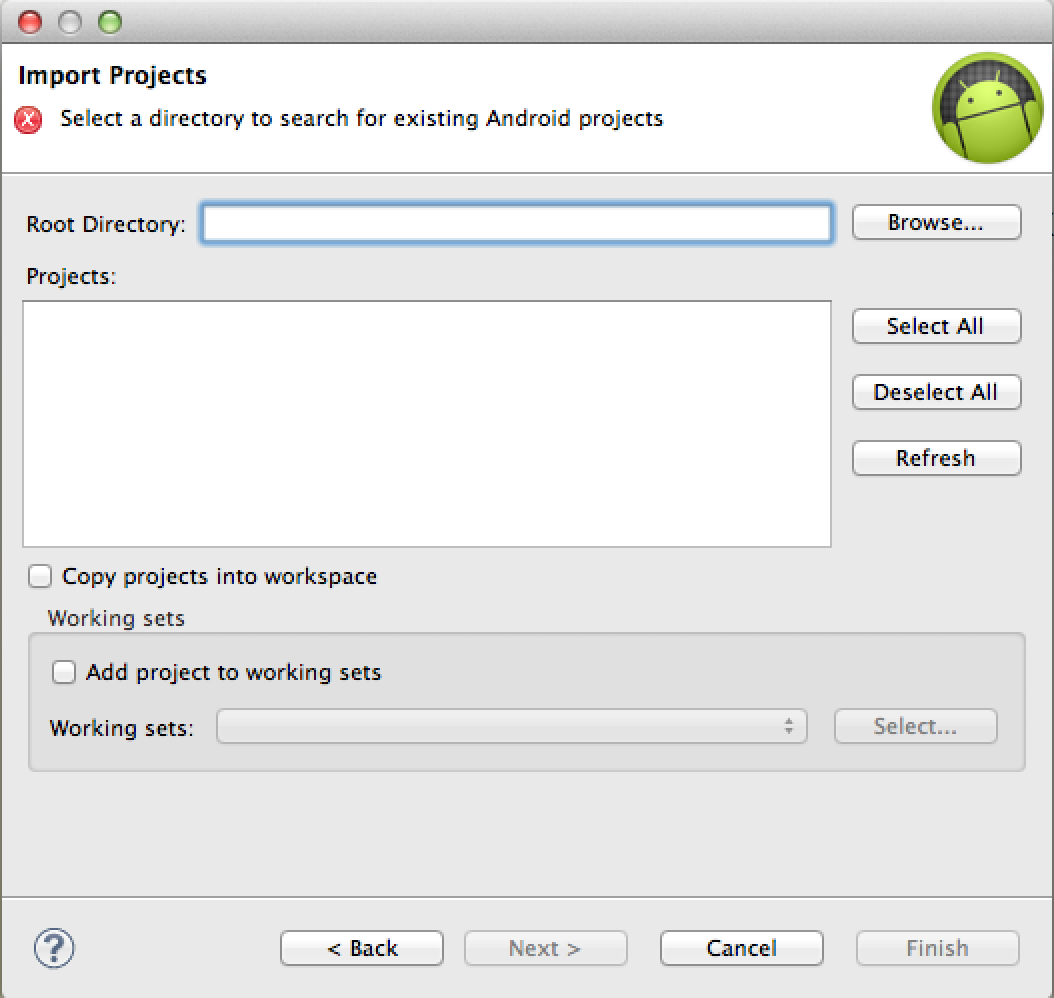 Import Projects
Select a directory to search for existing Android projects
Root Directory:
Browse...
Projects:
Select All
Deselect All
Refresh
Copy projects into workspace
Working sets
Add project to working sets
Working sets:
Select...
?
< Back
Next >
Cancel
Finish